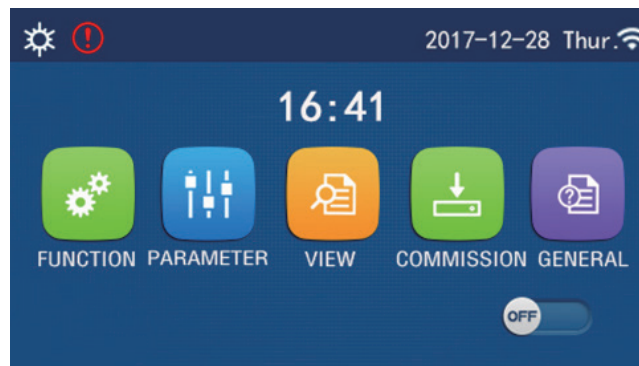 2017-12-28 Thur.
16:41
FUNCTION PARAMETER VIEW COMMISSION GENERAL
OFF